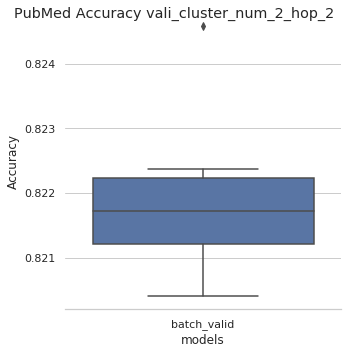 PubMed Accuracy vali_cluster_num_2_hop_2
0.824
0.823
0.822
0.821
Accuracy
batch_valid
models